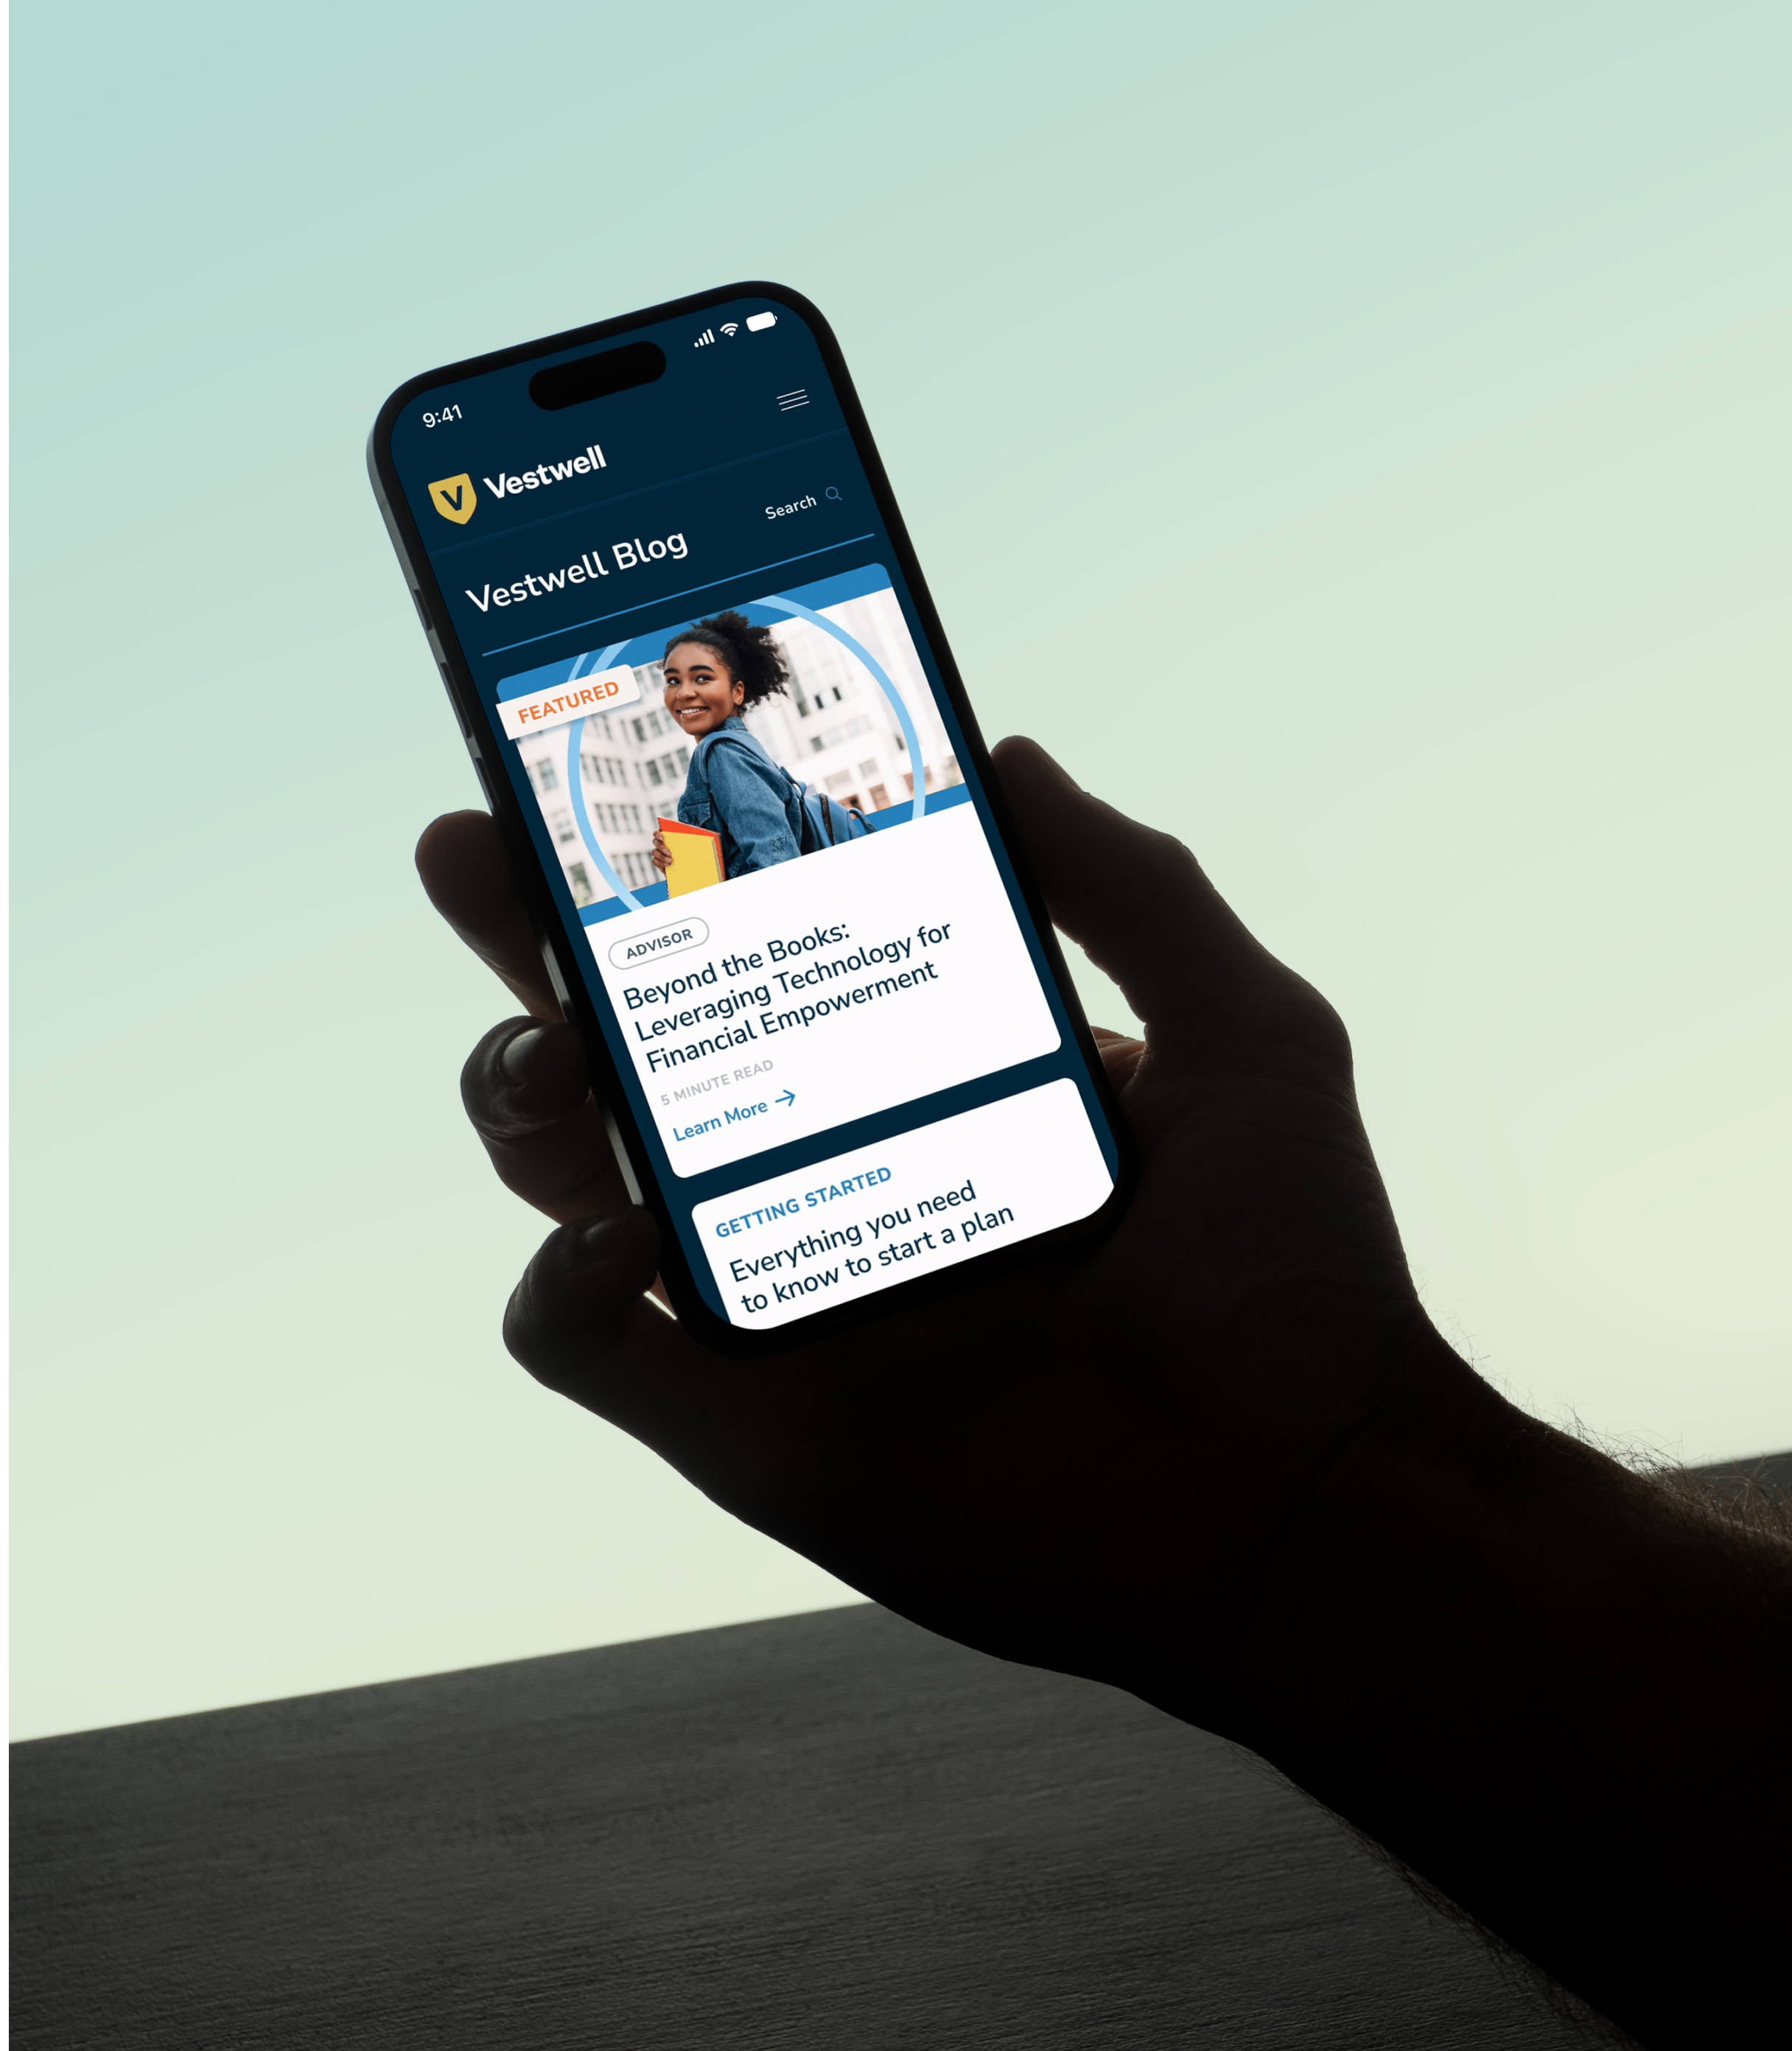 9:41
V Vestwell
Vestwell Blog
Search
FEATURED
ADVISOR
Beyond the Books:
Leveraging Technology for
Financial Empowerment
5 MINUTE READ
Learn More →
GETTING STARTED
Everything you need
to know to start a plan